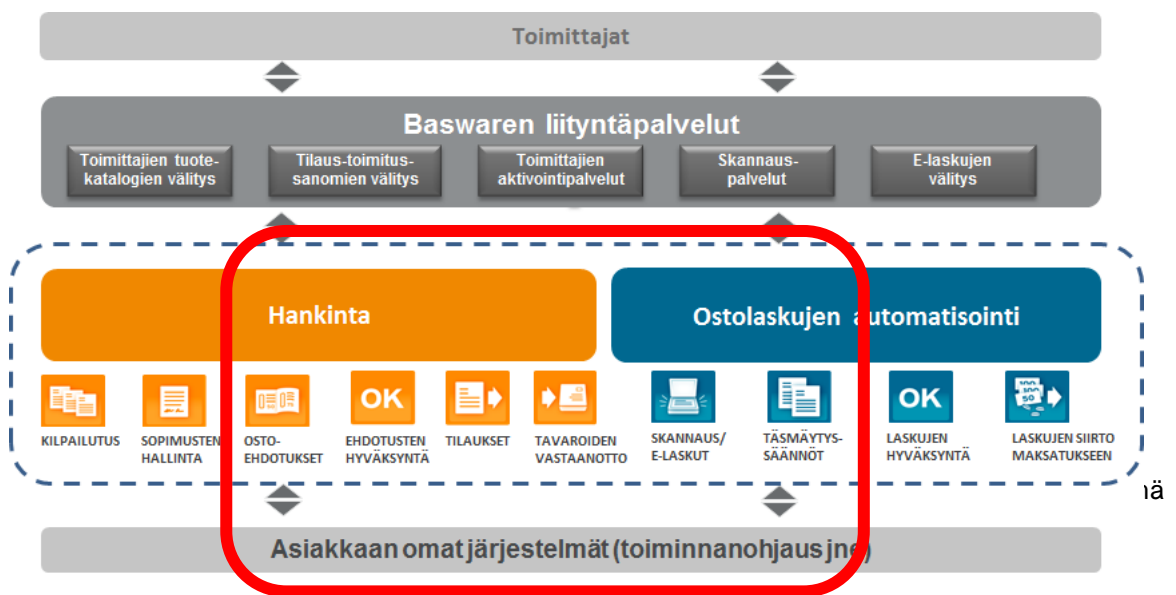 Toimittajat
Baswaren liityntäpalvelut
Toimittajien tuote-
katalogien välitys
Tilaus-toimitus-
sanomien välitys
Toimittajien
aktivointipalvelut
Skannaus-
palvelut
E-laskujen
välitys
Hankinta
Ostolaskujen automatisointi
OK
OK
KILPAILUTUS
SOPIMUSTEN
HALLINTA
OSTO-
EHDOTUKSET
EHDOTUSTEN
HYVÄKSYNTÄ
TILAUKSET
TAVAROIDEN
VASTAANOTTO
SKANNAUS/
E-LASKUT
TÄSMÄYTYS-
SÄÄNNÖT
LASKUJEN
HYVÄKSYNTÄ
LASKUJEN SIIRTO
MAKSATUKSEEN
Asiakkaan omat järjestelmät (toiminnanohjaus jne)